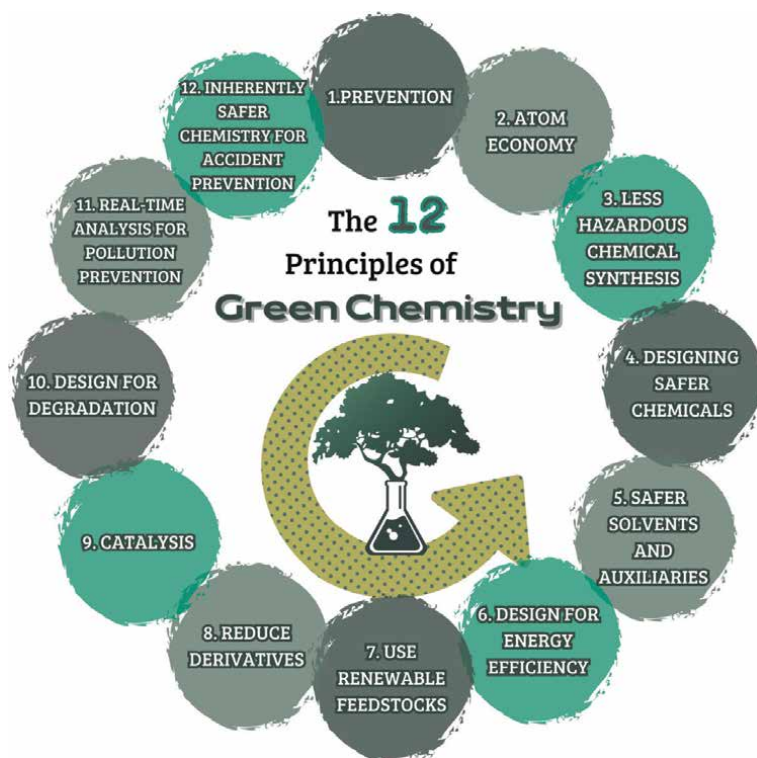 The 12
Principles of
Green Chemistry
1.PREVENTION
2. ATOM
ECONOMY
3. LESS
HAZARDOUS
CHEMICAL
SYNTHESIS
4. DESIGNING
SAFER
CHEMICALS
5. SAFER
SOLVENTS
AND
AUXILIARIES
6. DESIGN FOR
ENERGY
EFFICIENCY
7. USE
RENEWABLE
FEEDSTOCKS
8. REDUCE
DERIVATIVES
9. CATALYSIS
10. DESIGN FOR
DEGRADATION
11. REAL-TIME
ANALYSIS FOR
POLLUTION
PREVENTION
12. INHERENTLY
SAFER
CHEMISTRY FOR
ACCIDENT
PREVENTION